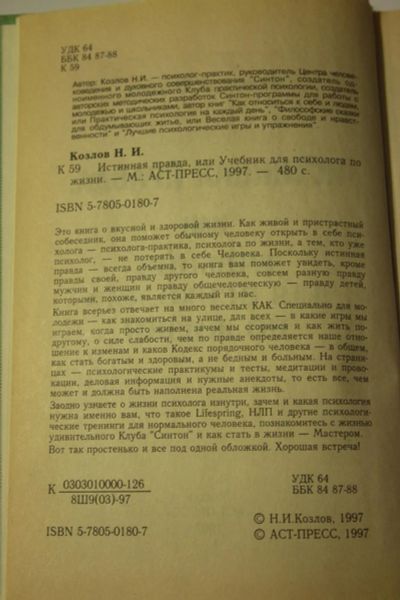 УДК 64
ББК 84 87-88
К 59
Автор: Козлов Н.И. — психолог-практик, руководитель Центра челове-
коведения и духовного совершенствования "Синтон", создатель од-
ноименного молодежного Клуба практической психологии, создатель
авторских методических разработок Синтон-программы для работы с
молодежью и школьниками, автор книг "Как относиться к себе и людям,
или Практическая психология на каждый день", "Философские сказки
для обдумывающих житье, или Веселая книга о свободе и нравст-
венности" и "Лучшие психологические игры и упражнения".
Козлов Н. И.
К 59 Истинная правда, или Учебник для психолога по
жизни. — М.: АСТ-ПРЕСС, 1997. — 480 с.
ISBN 5-7805-0180-7
Это книга о вкусной и здоровой жизни. Как живой и пристрастный
собеседник, она поможет обычному человеку открыть в себе пси-
холога — психолога-практика, психолога по жизни, а тем, кто уже
психолог, — не потерять в себе Человека. Поскольку истинная
правда — всегда объемна, то книга вам поможет увидеть, кроме
правды своей, правду другого человека, совсем разную правду
мужчин и женщин и правду общечеловеческую — правду детей,
которыми, похоже, является каждый из нас.
Книга всерьез отвечает на много веселых КАК. Специально для мо-
лодежи — как знакомиться на улице, для всех — в какие игры мы
играем, когда просто живем, зачем мы ссоримся и как жить по-
другому, о силе слабости, чем по правде определяется наше отно-
шение к изменам и каков Кодекс порядочного человека — в общем,
как стать богатым и здоровым, а не бедным и больным. На страни-
цах — психологические практикумы и тесты, медитации и прово-
кации, деловая информация и нужные анекдоты, то есть все, чем
может и должна быть наполнена реальная жизнь.
Заодно узнаете о жизни психолога изнутри, зачем и какая психология
нужна именно вам, что такое Lifespring, НЛП и другие психологи-
ческие тренинги для нормального человека, познакомитесь с жизнью
удивительного Клуба "Синтон" и как стать в жизни — Мастером.
Вот так простенько и все под одной обложкой. Хорошая встреча!
К 0303010000-126
8Ш9(03)-97
УДК 64
ББК 84 87-88
ISBN 5-7805-0180-7
© Н.И.Козлов, 1997
© АСТ-ПРЕСС, 1997